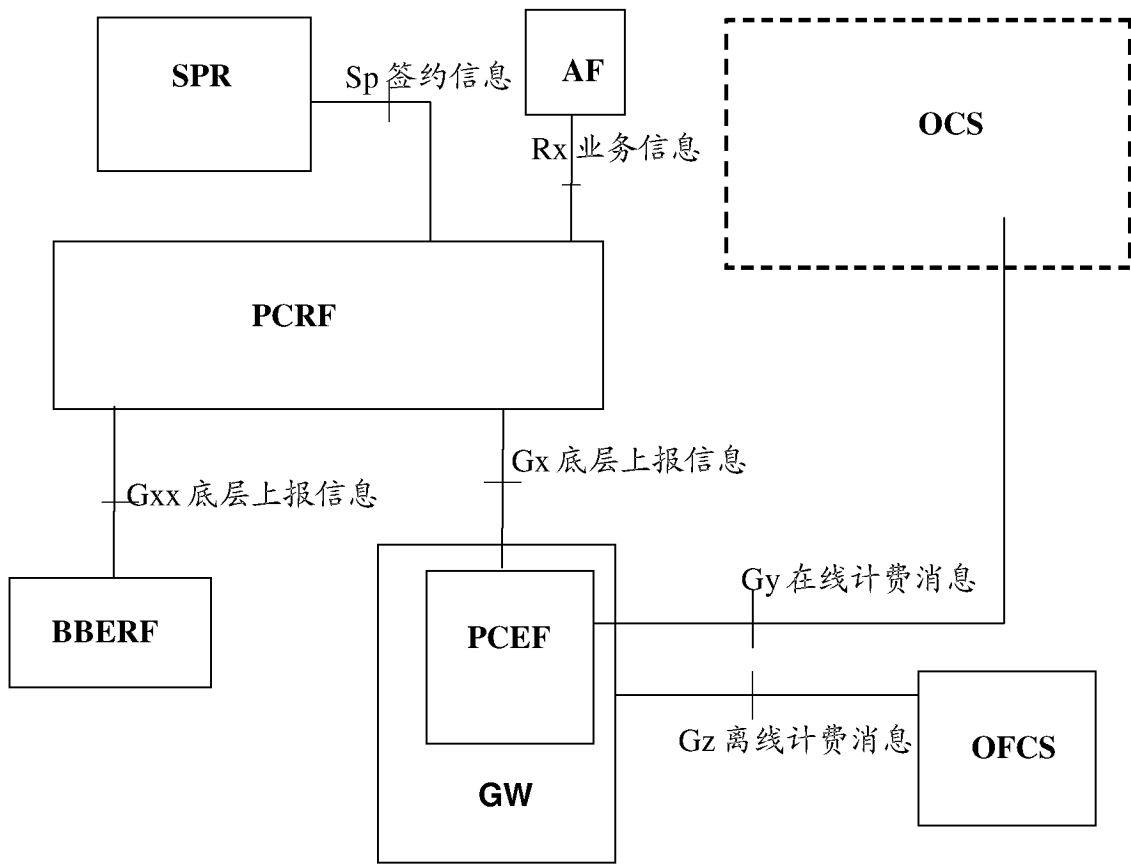 SPR
Sp 签约信息
AF
OCS
Rx 业务信息
PCRF
Gx 底层上报信息
Gxx 底层上报信息
Gy 在线计费消息
BBERF
PCEF
Gz 离线计费消息
OFCS
GW